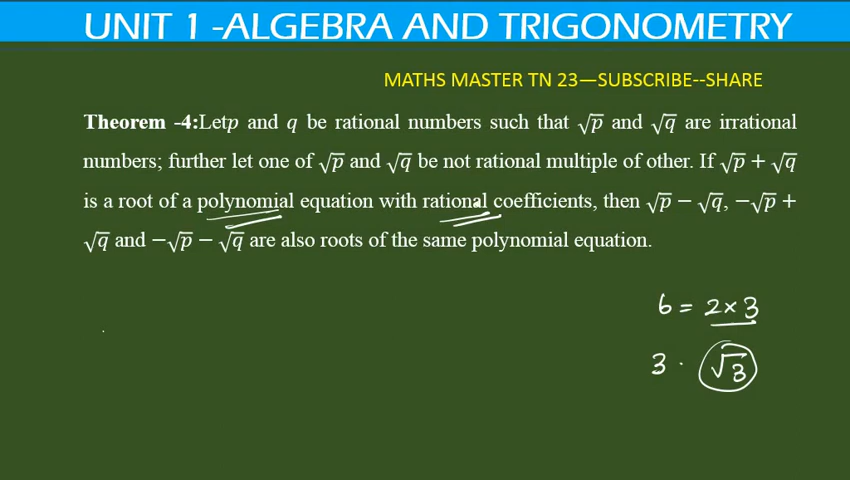 UNIT 1 -ALGEBRA AND TRIGONOMETRY
MATHS MASTER TN 23—SUBSCRIBE--SHARE
Theorem -4:Letp and q be rational numbers such that √p and √q are irrational
numbers; further let one of √p and √q be not rational multiple of other. If √p + √q
is a root of a polynomial equation with rational coefficients, then √p − √q, −√p +
√q and −√p − √q are also roots of the same polynomial equation.
6 = 2 × 3
3 · √3